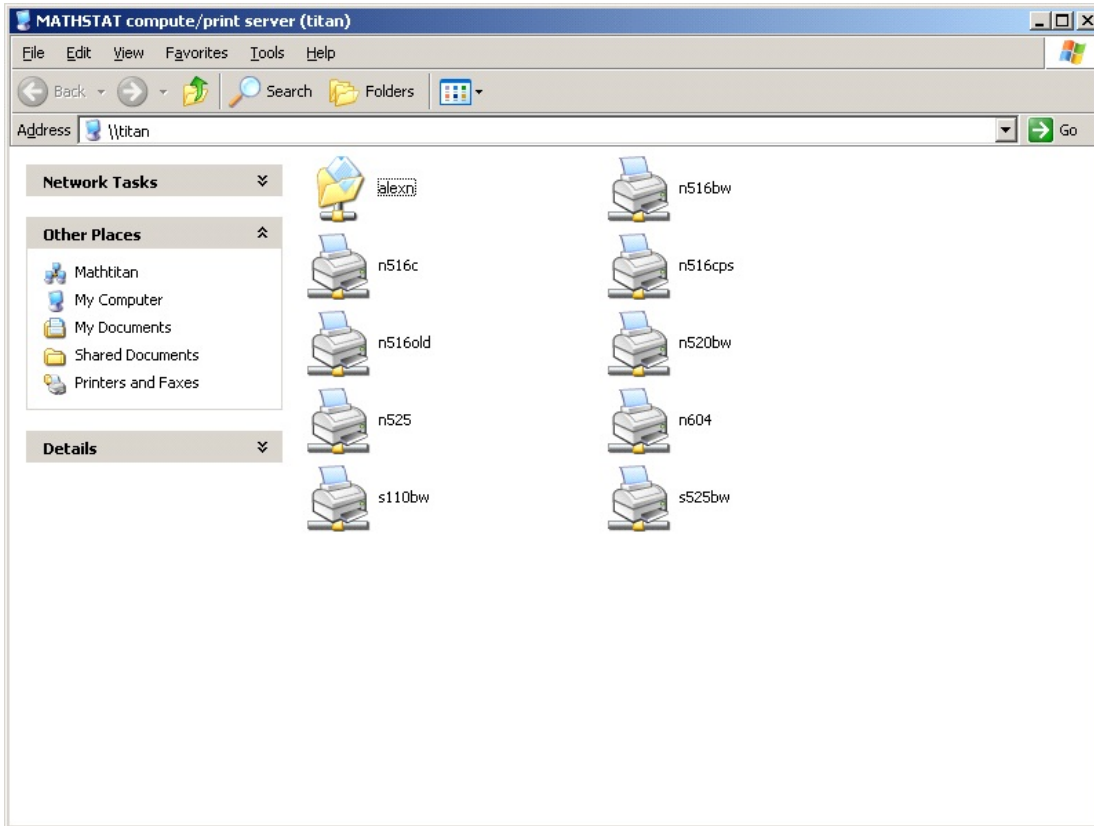 MATHSTAT compute/print server (titan)
File Edit View Favorites Tools Help
Back Search Folders
Address \\titan Go
Network Tasks
Other Places
Mathtitan
My Computer
My Documents
Shared Documents
Printers and Faxes
Details
alexn n516bw
n516c n516cps
n516old n520bw
n525 n604
s110bw s525bw